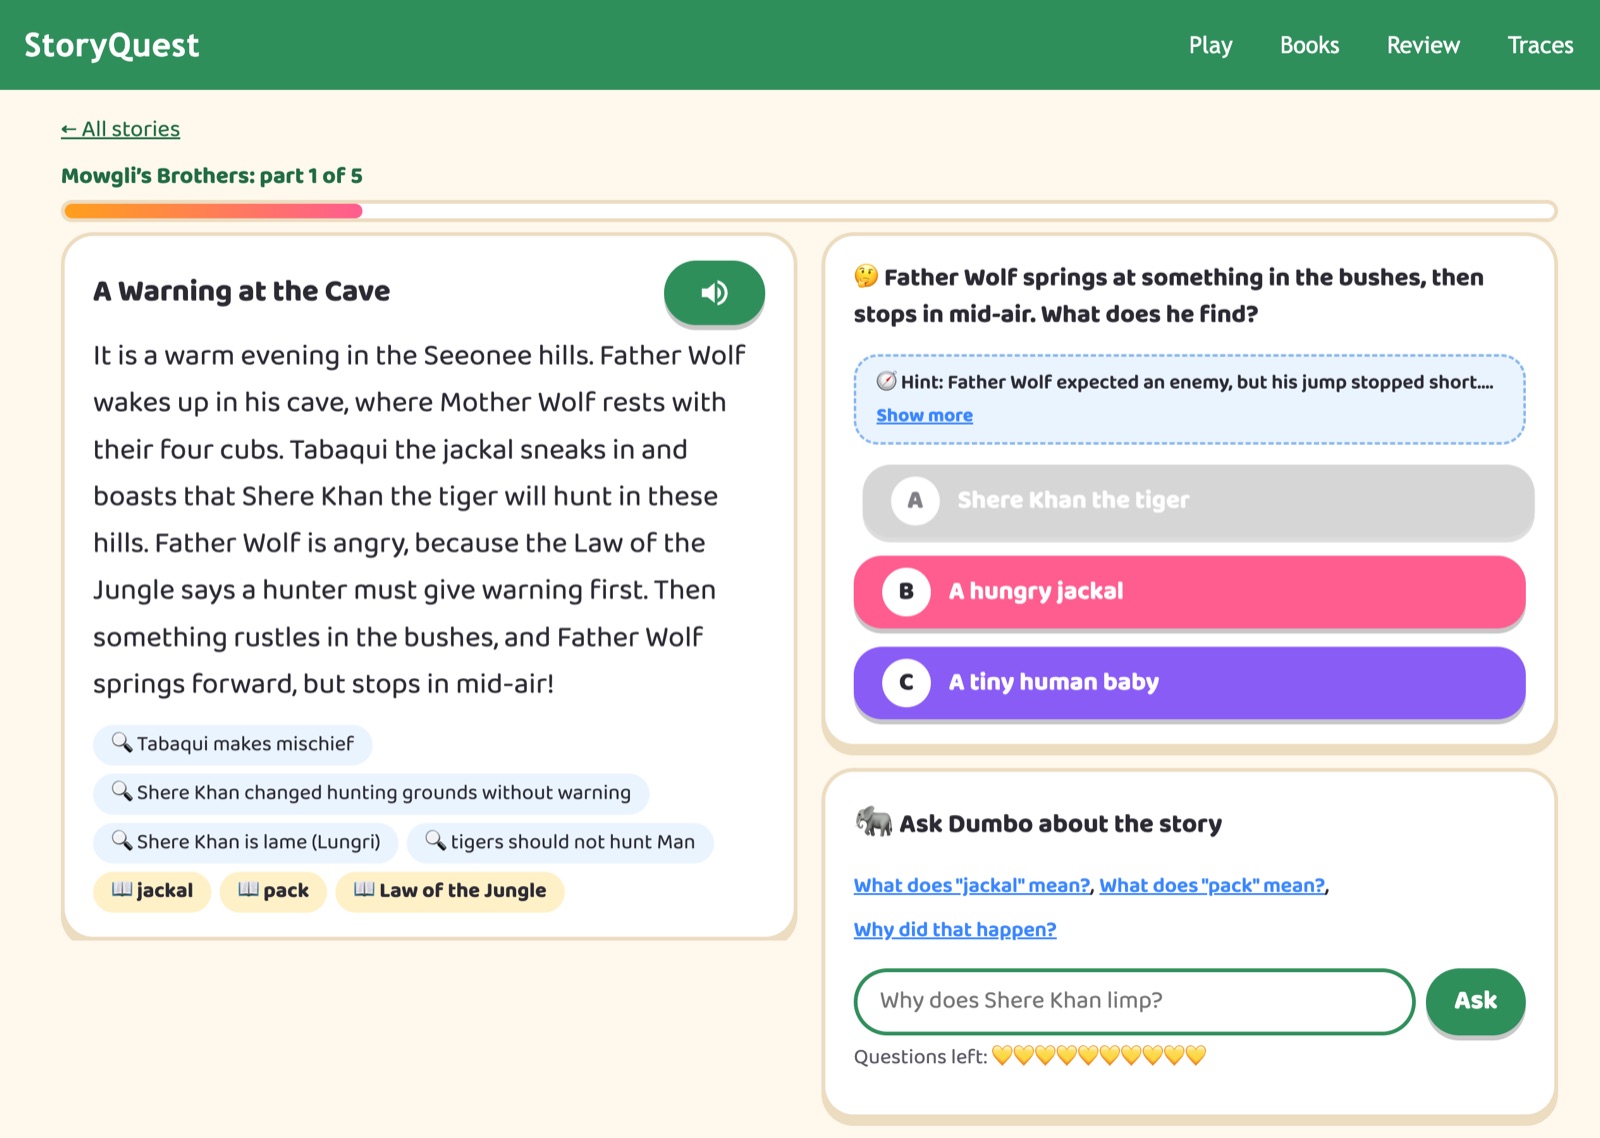 StoryQuest
Play Books Review Traces
← All stories
Mowgli's Brothers: part 1 of 5
A Warning at the Cave
It is a warm evening in the Seeonee hills. Father Wolf
wakes up in his cave, where Mother Wolf rests with
their four cubs. Tabaqui the jackal sneaks in and
boasts that Shere Khan the tiger will hunt in these
hills. Father Wolf is angry, because the Law of the
Jungle says a hunter must give warning first. Then
something rustles in the bushes, and Father Wolf
springs forward, but stops in mid-air!
🔍 Tabaqui makes mischief
🔍 Shere Khan changed hunting grounds without warning
🔍 Shere Khan is lame (Lungri) 🔍 tigers should not hunt Man
📖 jackal 📖 pack 📖 Law of the Jungle
🤔 Father Wolf springs at something in the bushes, then
stops in mid-air. What does he find?
🧭 Hint: Father Wolf expected an enemy, but his jump stopped short....
Show more
A Shere Khan the tiger
B A hungry jackal
C A tiny human baby
🐘 Ask Dumbo about the story
What does "jackal" mean?, What does "pack" mean?,
Why did that happen?
Why does Shere Khan limp? Ask
Questions left: 💛💛💛💛💛💛💛💛💛💛